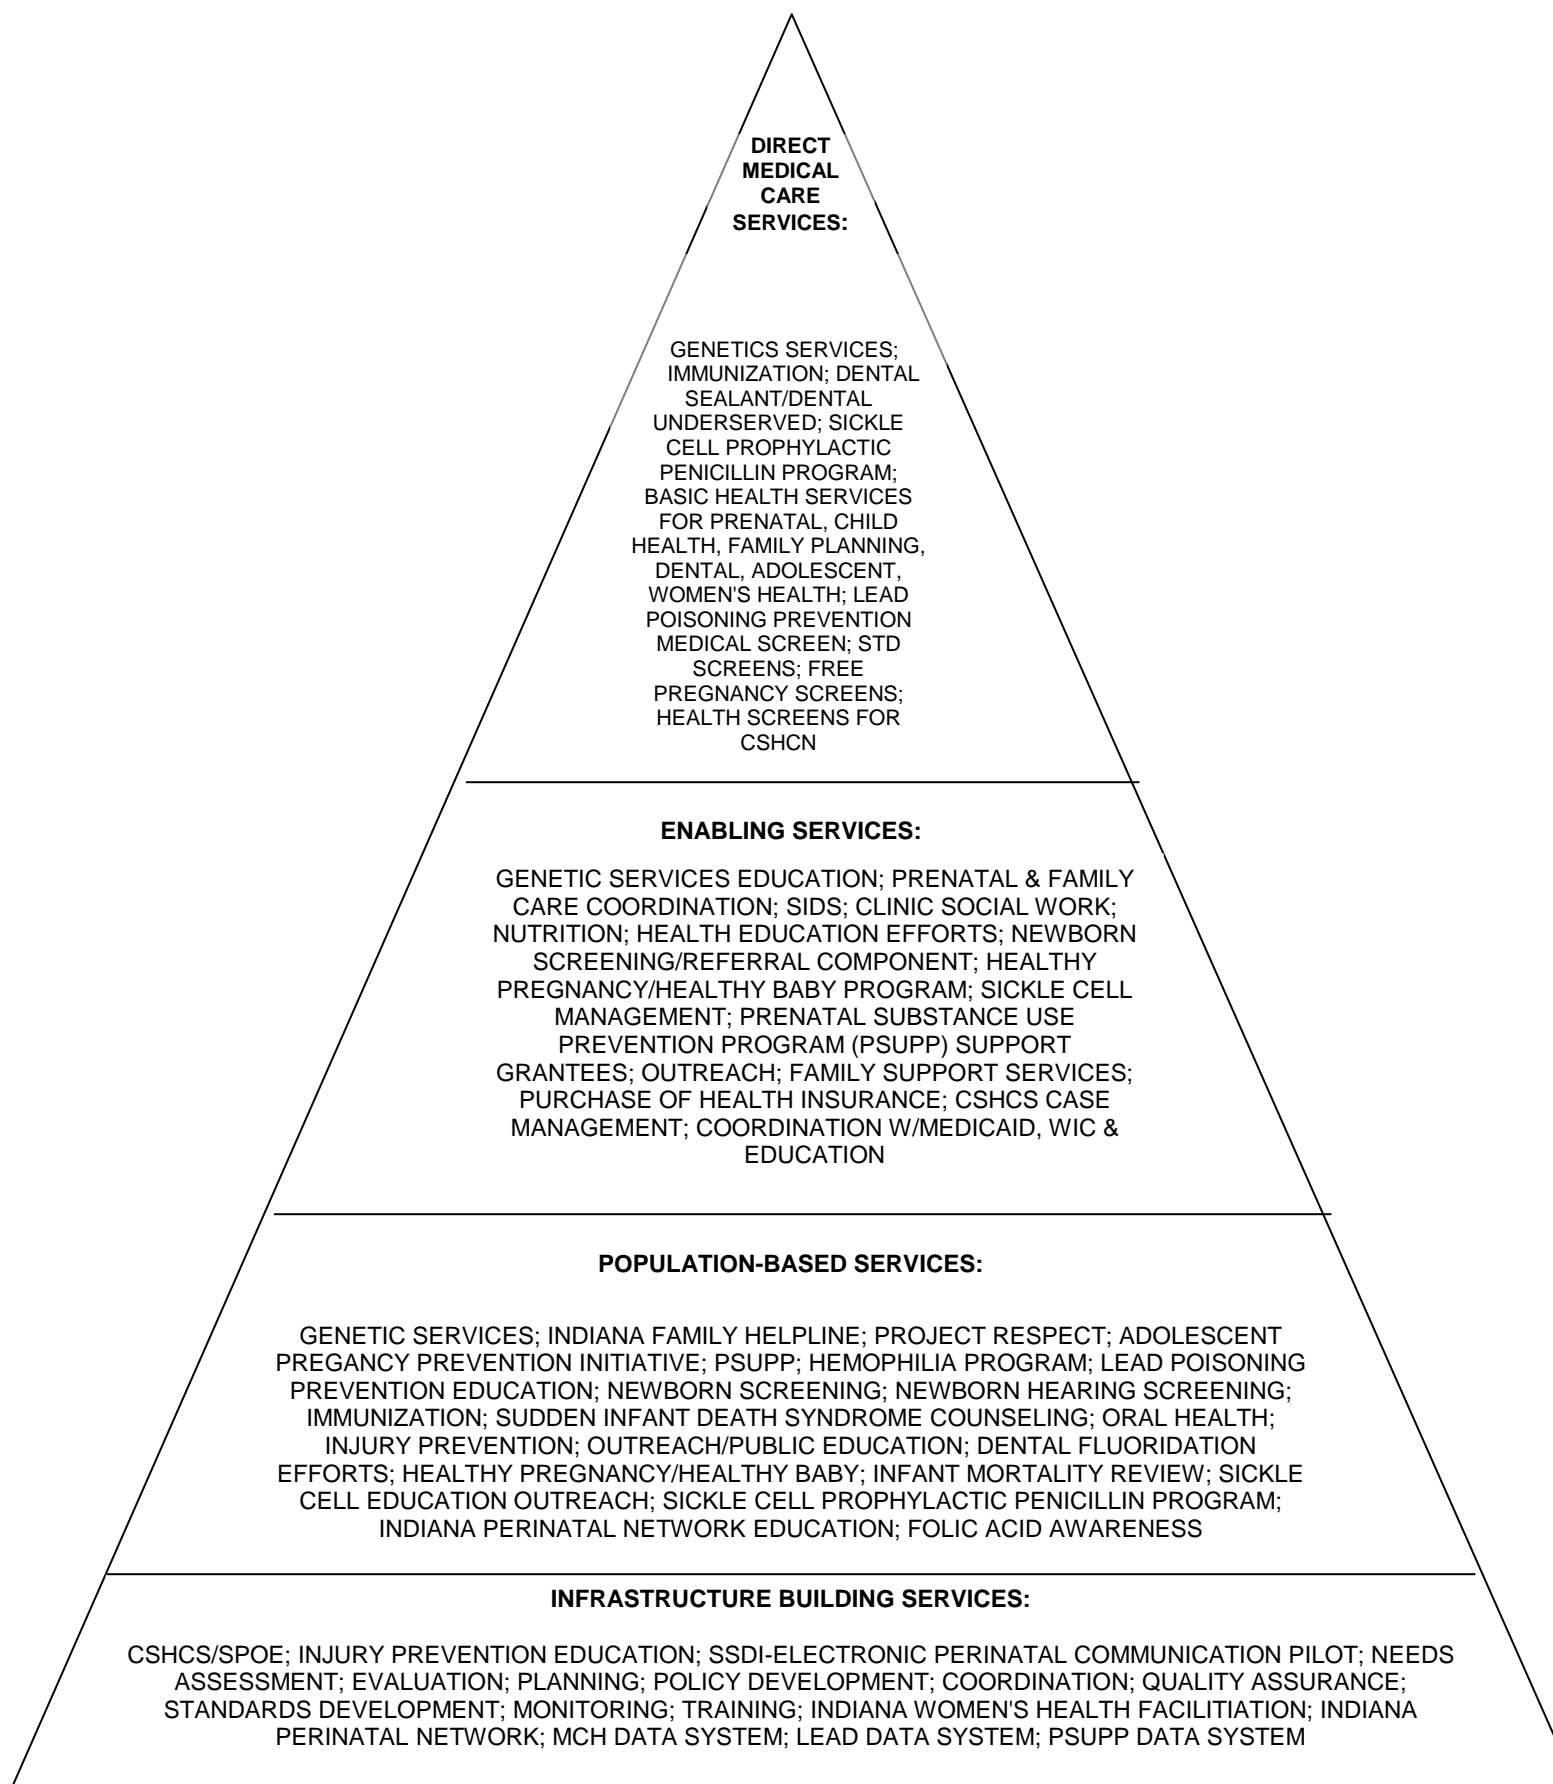 DIRECT
MEDICAL
CARE
SERVICES:
GENETICS SERVICES;
IMMUNIZATION; DENTAL
SEALANT/DENTAL
UNDERSERVED; SICKLE
CELL PROPHYLACTIC
PENICILLIN PROGRAM;
BASIC HEALTH SERVICES
FOR PRENATAL, CHILD
HEALTH, FAMILY PLANNING,
DENTAL, ADOLESCENT,
WOMEN'S HEALTH; LEAD
POISONING PREVENTION
MEDICAL SCREEN; STD
SCREENS; FREE
PREGNANCY SCREENS;
HEALTH SCREENS FOR
CSHCN
ENABLING SERVICES:
GENETIC SERVICES EDUCATION; PRENATAL & FAMILY
CARE COORDINATION; SIDS; CLINIC SOCIAL WORK;
NUTRITION; HEALTH EDUCATION EFFORTS; NEWBORN
SCREENING/REFERRAL COMPONENT; HEALTHY
PREGNANCY/HEALTHY BABY PROGRAM; SICKLE CELL
MANAGEMENT; PRENATAL SUBSTANCE USE
PREVENTION PROGRAM (PSUPP) SUPPORT
GRANTEES; OUTREACH; FAMILY SUPPORT SERVICES;
PURCHASE OF HEALTH INSURANCE; CSHCS CASE
MANAGEMENT; COORDINATION W/MEDICAID, WIC &
EDUCATION
POPULATION-BASED SERVICES:
GENETIC SERVICES; INDIANA FAMILY HELPLINE; PROJECT RESPECT; ADOLESCENT
PREGANCY PREVENTION INITIATIVE; PSUPP; HEMOPHILIA PROGRAM; LEAD POISONING
PREVENTION EDUCATION; NEWBORN SCREENING; NEWBORN HEARING SCREENING;
IMMUNIZATION; SUDDEN INFANT DEATH SYNDROME COUNSELING; ORAL HEALTH;
INJURY PREVENTION; OUTREACH/PUBLIC EDUCATION; DENTAL FLUORIDATION
EFFORTS; HEALTHY PREGNANCY/HEALTHY BABY; INFANT MORTALITY REVIEW; SICKLE
CELL EDUCATION OUTREACH; SICKLE CELL PROPHYLACTIC PENICILLIN PROGRAM;
INDIANA PERINATAL NETWORK EDUCATION; FOLIC ACID AWARENESS
INFRASTRUCTURE BUILDING SERVICES:
CSHCS/SPOE; INJURY PREVENTION EDUCATION; SSDI-ELECTRONIC PERINATAL COMMUNICATION PILOT; NEEDS
ASSESSMENT; EVALUATION; PLANNING; POLICY DEVELOPMENT; COORDINATION; QUALITY ASSURANCE;
STANDARDS DEVELOPMENT; MONITORING; TRAINING; INDIANA WOMEN'S HEALTH FACILITIATION; INDIANA
PERINATAL NETWORK; MCH DATA SYSTEM; LEAD DATA SYSTEM; PSUPP DATA SYSTEM